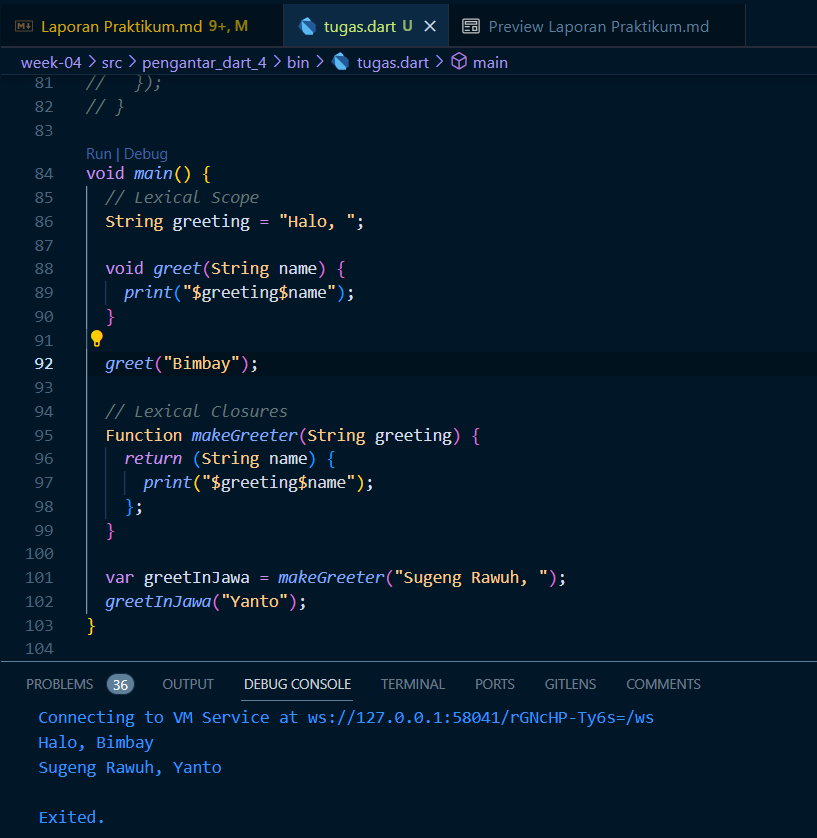 Laporan Praktikum.md 9+, M tugas.dart U Preview Laporan Praktikum.md
week-04 > src > pengantar_dart_4 > bin > tugas.dart > main
81 //   });
82 // }
83
Run | Debug
84 void main() {
85   // Lexical Scope
86   String greeting = "Halo, ";
87
88   void greet(String name) {
89     print("$greeting$name");
90   }
91
92   greet("Bimbay");
93
94   // Lexical Closures
95   Function makeGreeter(String greeting) {
96     return (String name) {
97       print("$greeting$name");
98     };
99   }
100
101   var greetInJawa = makeGreeter("Sugeng Rawuh, ");
102   greetInJawa("Yanto");
103 }
104
PROBLEMS 36 OUTPUT DEBUG CONSOLE TERMINAL PORTS GITLENS COMMENTS
Connecting to VM Service at ws://127.0.0.1:58041/rGNcHP-Ty6s=/ws
Halo, Bimbay
Sugeng Rawuh, Yanto
Exited.